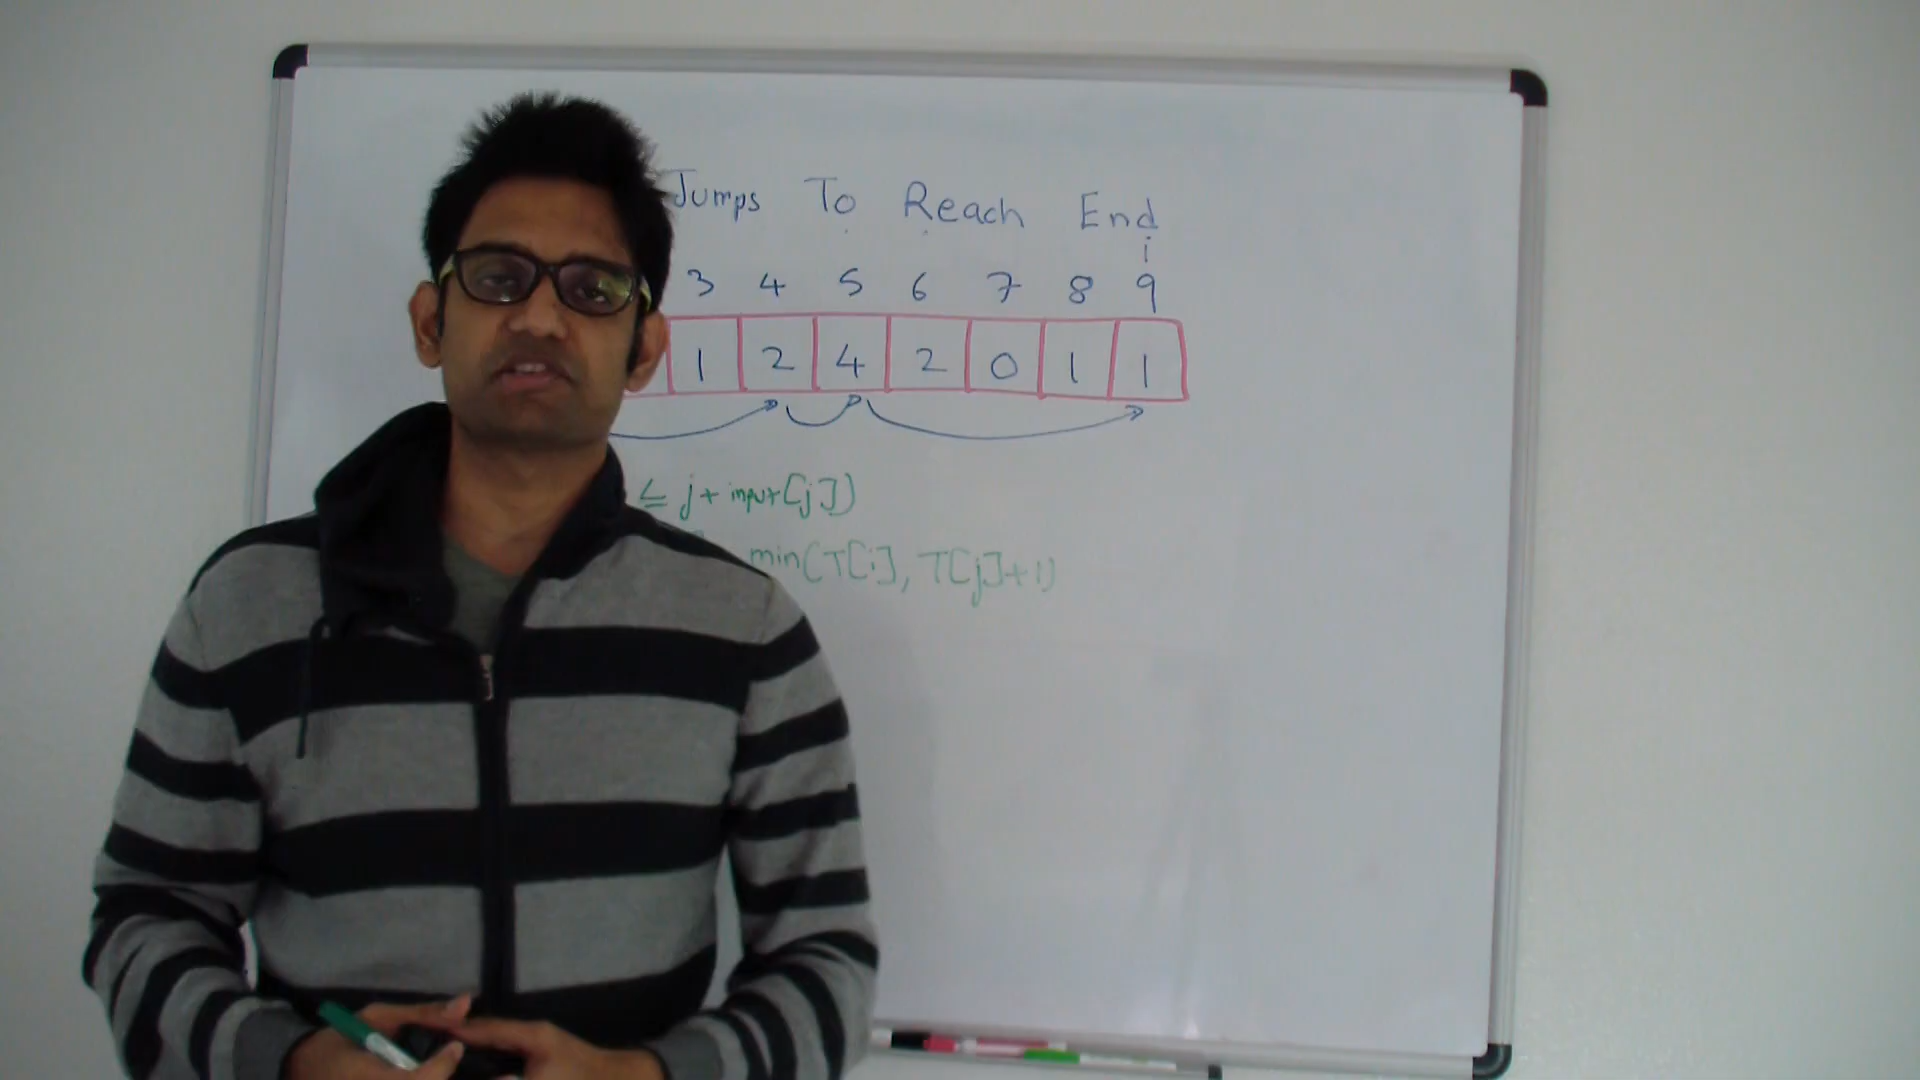 Jumps To Reach End
i
3 4 5 6 7 8 9
1 2 4 2 0 1 1
≤ j + input[j])
min(T[i], T[j]+1)